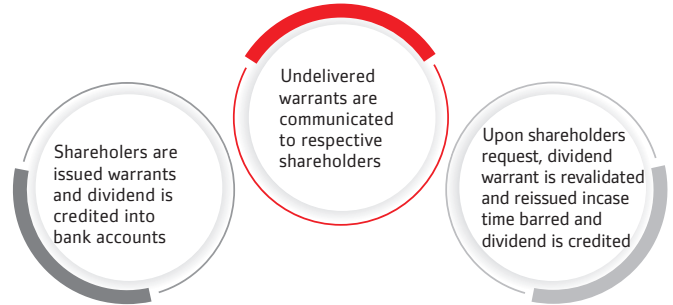 Shareholers are
issued warrants
and dividend is
credited into
bank accounts
Undelivered
warrants are
communicated
to respective
shareholders
Upon shareholders
request, dividend
warrant is revalidated
and reissued incase
time barred and
dividend is credited